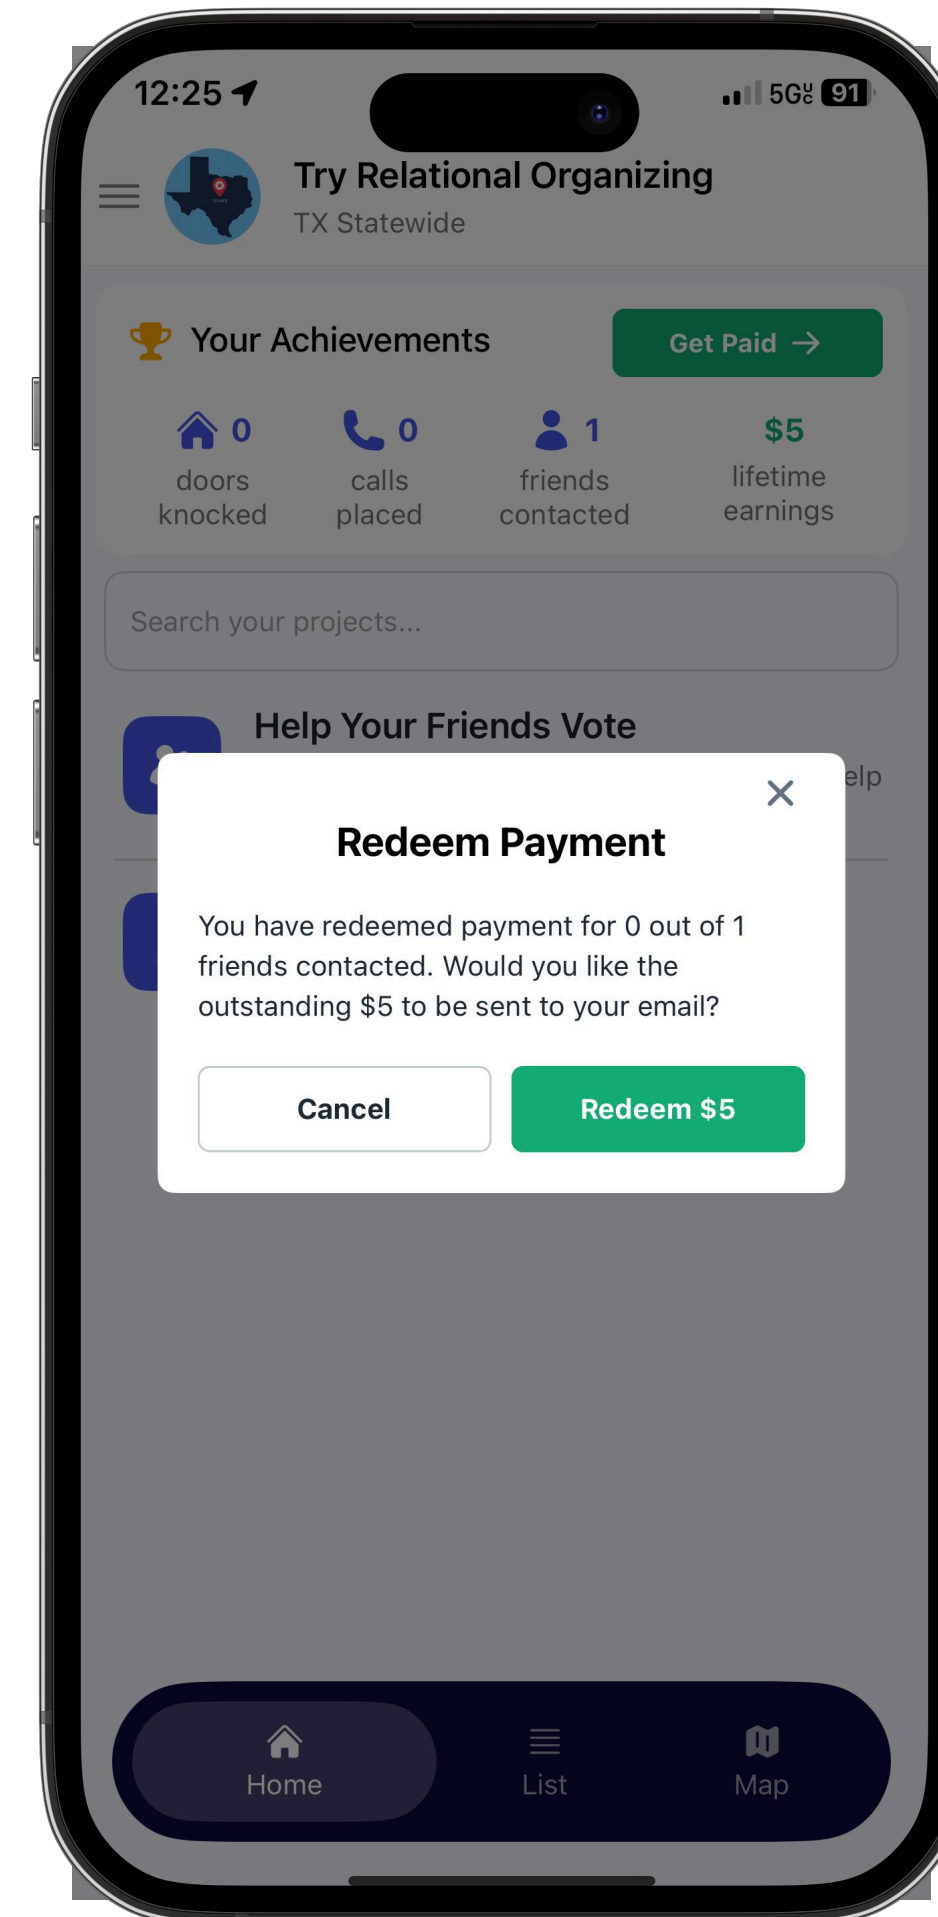 12:25
5G UC 91
Try Relational Organizing
TX Statewide
Your Achievements
Get Paid →
0
0
1
$5
doors
knocked
calls
placed
friends
contacted
lifetime
earnings
Search your projects...
Help Your Friends Vote
elp
Redeem Payment
You have redeemed payment for 0 out of 1
friends contacted. Would you like the
outstanding $5 to be sent to your email?
Cancel
Redeem $5
Home
List
Map